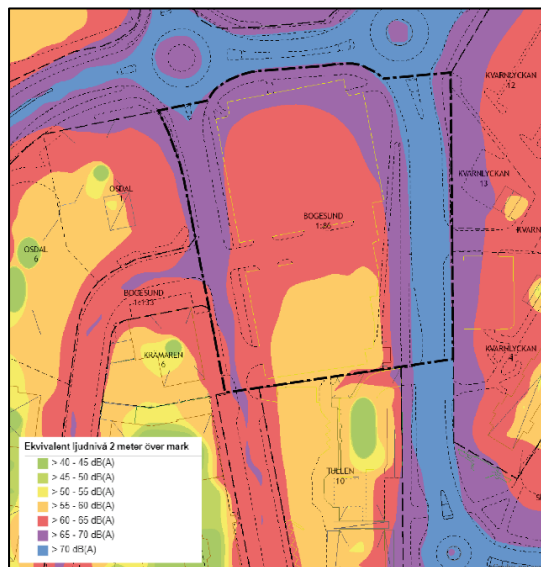 KVARNLYCKAN
12
KVARNLYCKAN
13
OSDAL
1
BOGESUND
1:86
KVARN
OSDAL
6
BOGESUND
1:133
KRAMAREN
6
KVARNLYCKAN
4
Ekvivalent ljudnivå 2 meter över mark
> 40 - 45 dB(A)
> 45 - 50 dB(A)
> 50 - 55 dB(A)
> 55 - 60 dB(A)
> 60 - 65 dB(A)
> 65 - 70 dB(A)
> 70 dB(A)
TULLEN
10